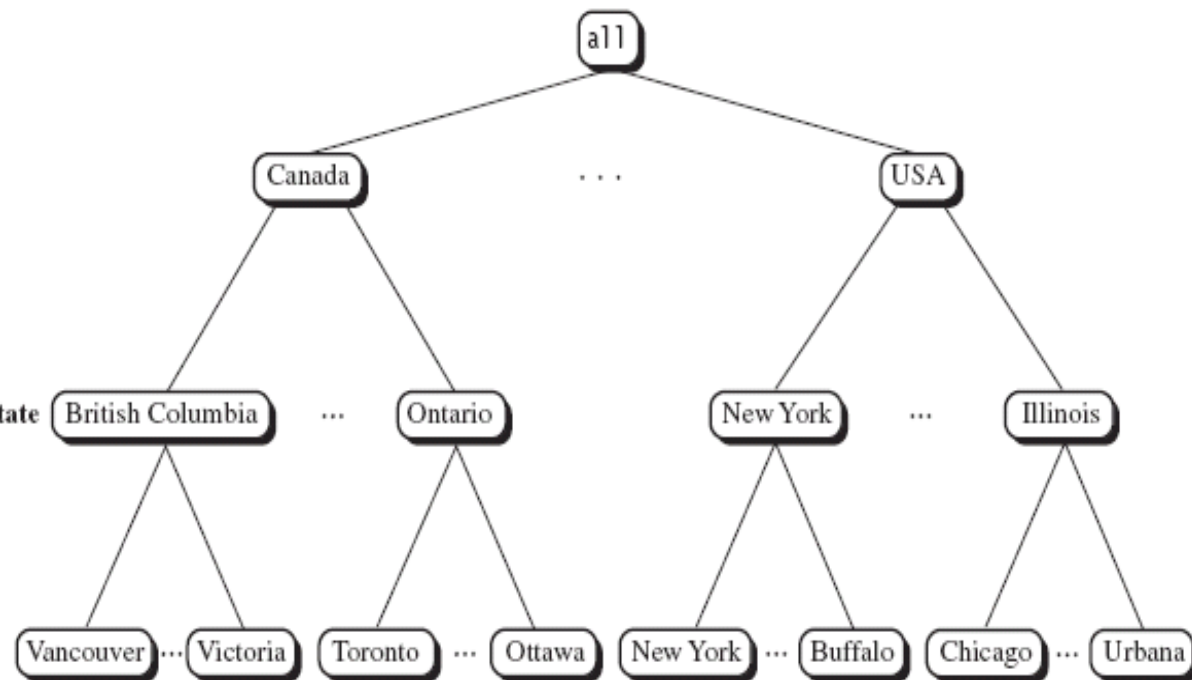 all
Canada ... USA
tate British Columbia ... Ontario New York ... Illinois
Vancouver ... Victoria Toronto ... Ottawa New York ... Buffalo Chicago ... Urbana